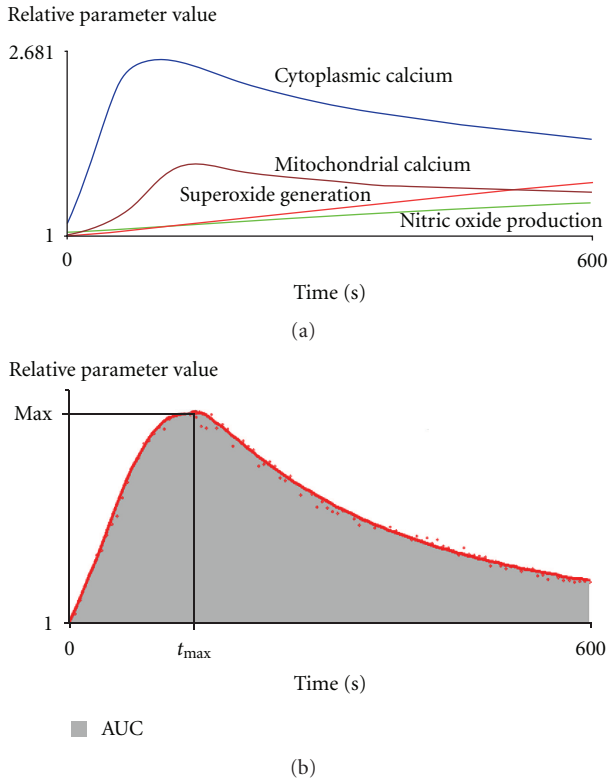 Relative parameter value
2.681
Cytoplasmic calcium
Mitochondrial calcium
Superoxide generation
Nitric oxide production
1
0
600
Time (s)
(a)
Relative parameter value
Max
1
0
t max
600
Time (s)
AUC
(b)